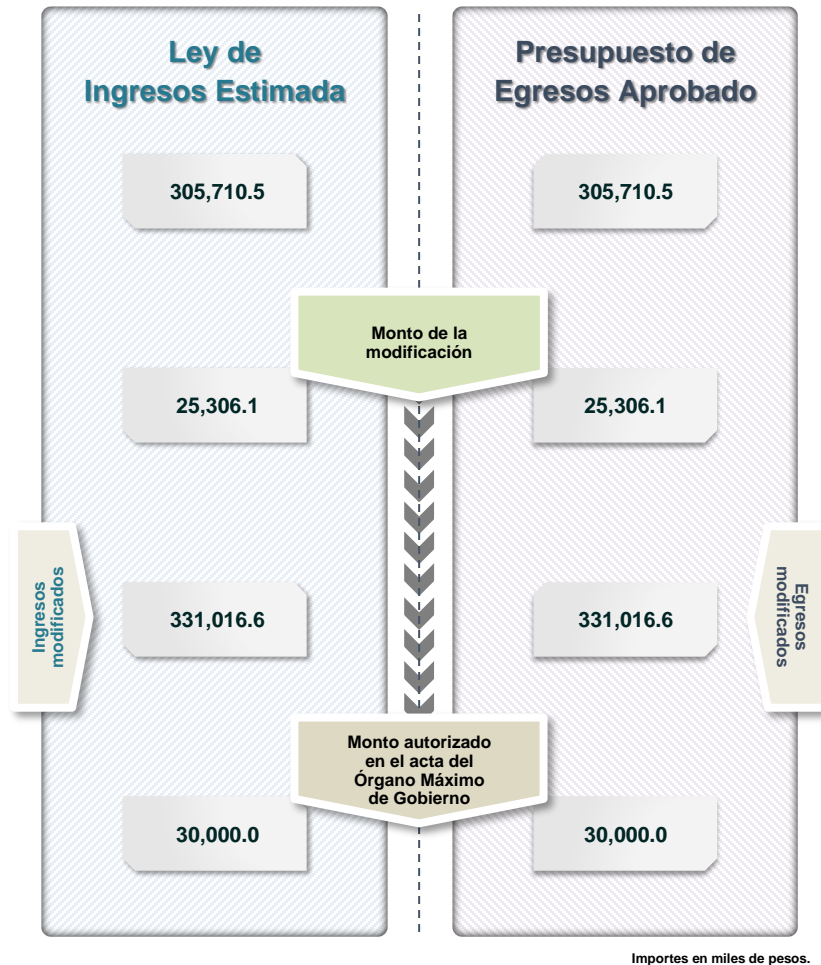 Ley de
Ingresos Estimada
Presupuesto de
Egresos Aprobado
305,710.5
305,710.5
Monto de la
modificación
25,306.1
25,306.1
Ingresos
modificados
331,016.6
331,016.6
Egresos
modificados
Monto autorizado
en el acta del
Órgano Máximo
de Gobierno
30,000.0
30,000.0
Importes en miles de pesos.